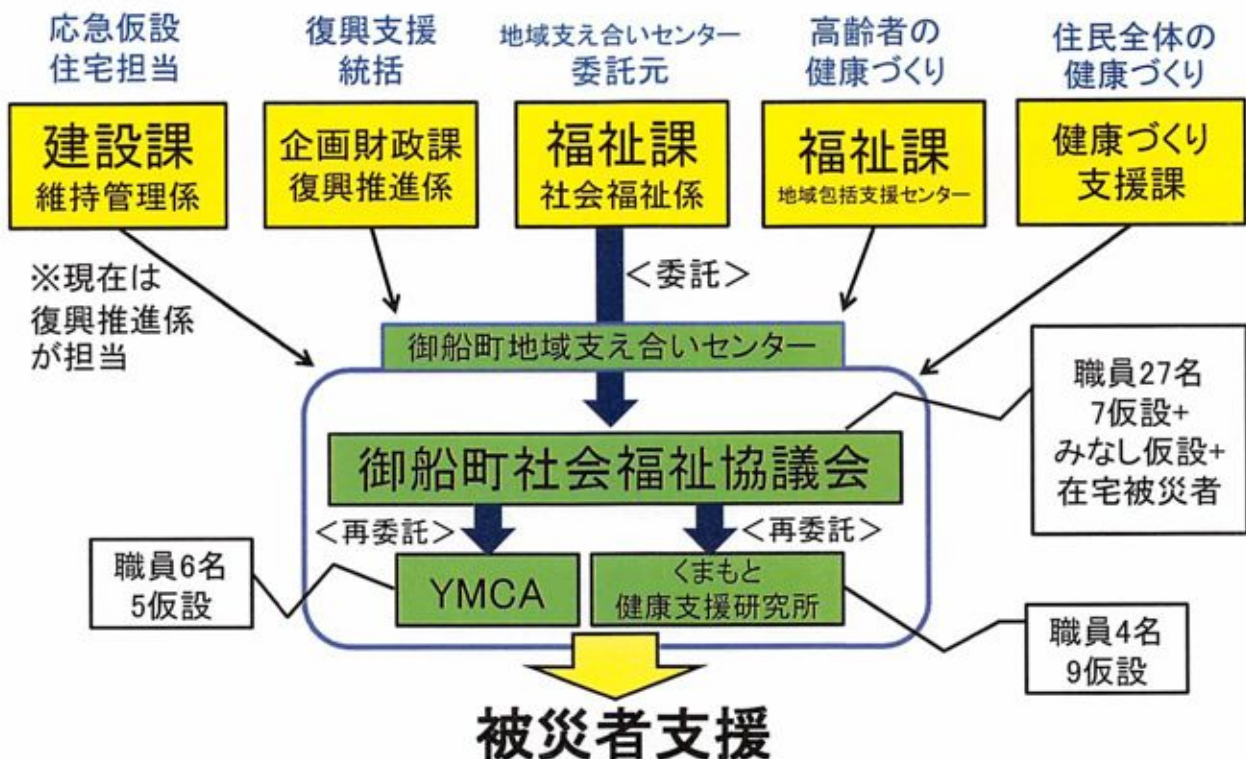 応急仮設
住宅担当
復興支援
統括
地域支え合いセンター
委託元
高齢者の
健康づくり
住民全体の
健康づくり
建設課
維持管理係
企画財政課
復興推進係
福祉課
社会福祉係
福祉課
地域包括支援センター
健康づくり
支援課
※現在は
復興推進係
が担当
＜委託＞
御船町地域支え合いセンター
職員27名
7仮設+
みなし仮設+
在宅被災者
御船町社会福祉協議会
＜再委託＞
＜再委託＞
職員6名
5仮設
YMCA
くまもと
健康支援研究所
職員4名
9仮設
被災者支援